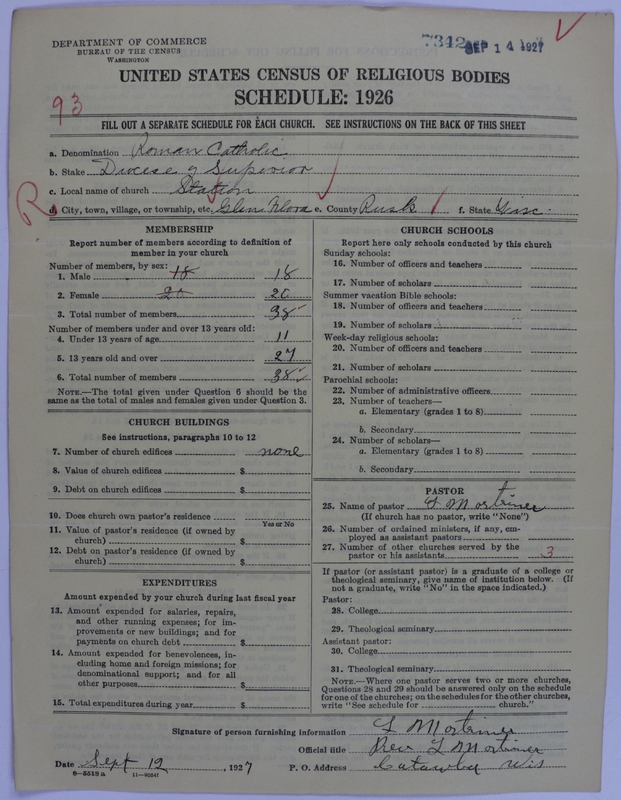 DEPARTMENT OF COMMERCE
BUREAU OF THE CENSUS
WASHINGTON
7342 SEP 14 1927
UNITED STATES CENSUS OF RELIGIOUS BODIES
SCHEDULE: 1926
93
FILL OUT A SEPARATE SCHEDULE FOR EACH CHURCH. SEE INSTRUCTIONS ON THE BACK OF THIS SHEET
a. Denomination Roman Catholic
b. Stake Diocese of Superior
c. Local name of church Station
R
d. City, town, village, or township, etc. Glen Flora e. County Rusk f. State Wisc.
MEMBERSHIP
Report number of members according to definition of
member in your church
Number of members, by sex:
1. Male 18 18
2. Female 20 20
3. Total number of members 38
Number of members under and over 13 years old:
4. Under 13 years of age 11
5. 13 years old and over 27
6. Total number of members 38
NOTE.—The total given under Question 6 should be
the same as the total of males and females given under Question 3.
CHURCH BUILDINGS
See instructions, paragraphs 10 to 12
7. Number of church edifices none
8. Value of church edifices $
9. Debt on church edifices $
10. Does church own pastor's residence
Yes or No
11. Value of pastor's residence (if owned by
church) $
12. Debt on pastor's residence (if owned by
church) $
EXPENDITURES
Amount expended by your church during last fiscal year
13. Amount expended for salaries, repairs,
and other running expenses; for im-
provements or new buildings; and for
payments on church debt $
14. Amount expended for benevolences, in-
cluding home and foreign missions; for
denominational support; and for all
other purposes $
15. Total expenditures during year $
CHURCH SCHOOLS
Report here only schools conducted by this church
Sunday schools:
16. Number of officers and teachers
17. Number of scholars
Summer vacation Bible schools:
18. Number of officers and teachers
19. Number of scholars
Week-day religious schools:
20. Number of officers and teachers
21. Number of scholars
Parochial schools:
22. Number of administrative officers
23. Number of teachers—
a. Elementary (grades 1 to 8)
b. Secondary
24. Number of scholars—
a. Elementary (grades 1 to 8)
b. Secondary
PASTOR
25. Name of pastor L Mortimer
(If church has no pastor, write "None")
26. Number of ordained ministers, if any, em-
ployed as assistant pastors
27. Number of other churches served by the
pastor or his assistants 3
If pastor (or assistant pastor) is a graduate of a college or
theological seminary, give name of institution below. (If
not a graduate, write "No" in the space indicated.)
Pastor:
28. College
29. Theological seminary
Assistant pastor:
30. College
31. Theological seminary
NOTE.—Where one pastor serves two or more churches,
Questions 28 and 29 should be answered only on the schedule
for one of the churches; on the schedules for the other churches,
write "See schedule for church."
Signature of person furnishing information L Mortimer
Official title Rev. L Mortimer
Date Sept 12, 1927 P. O. Address Catawba Wis
8—5518 a 11—9084